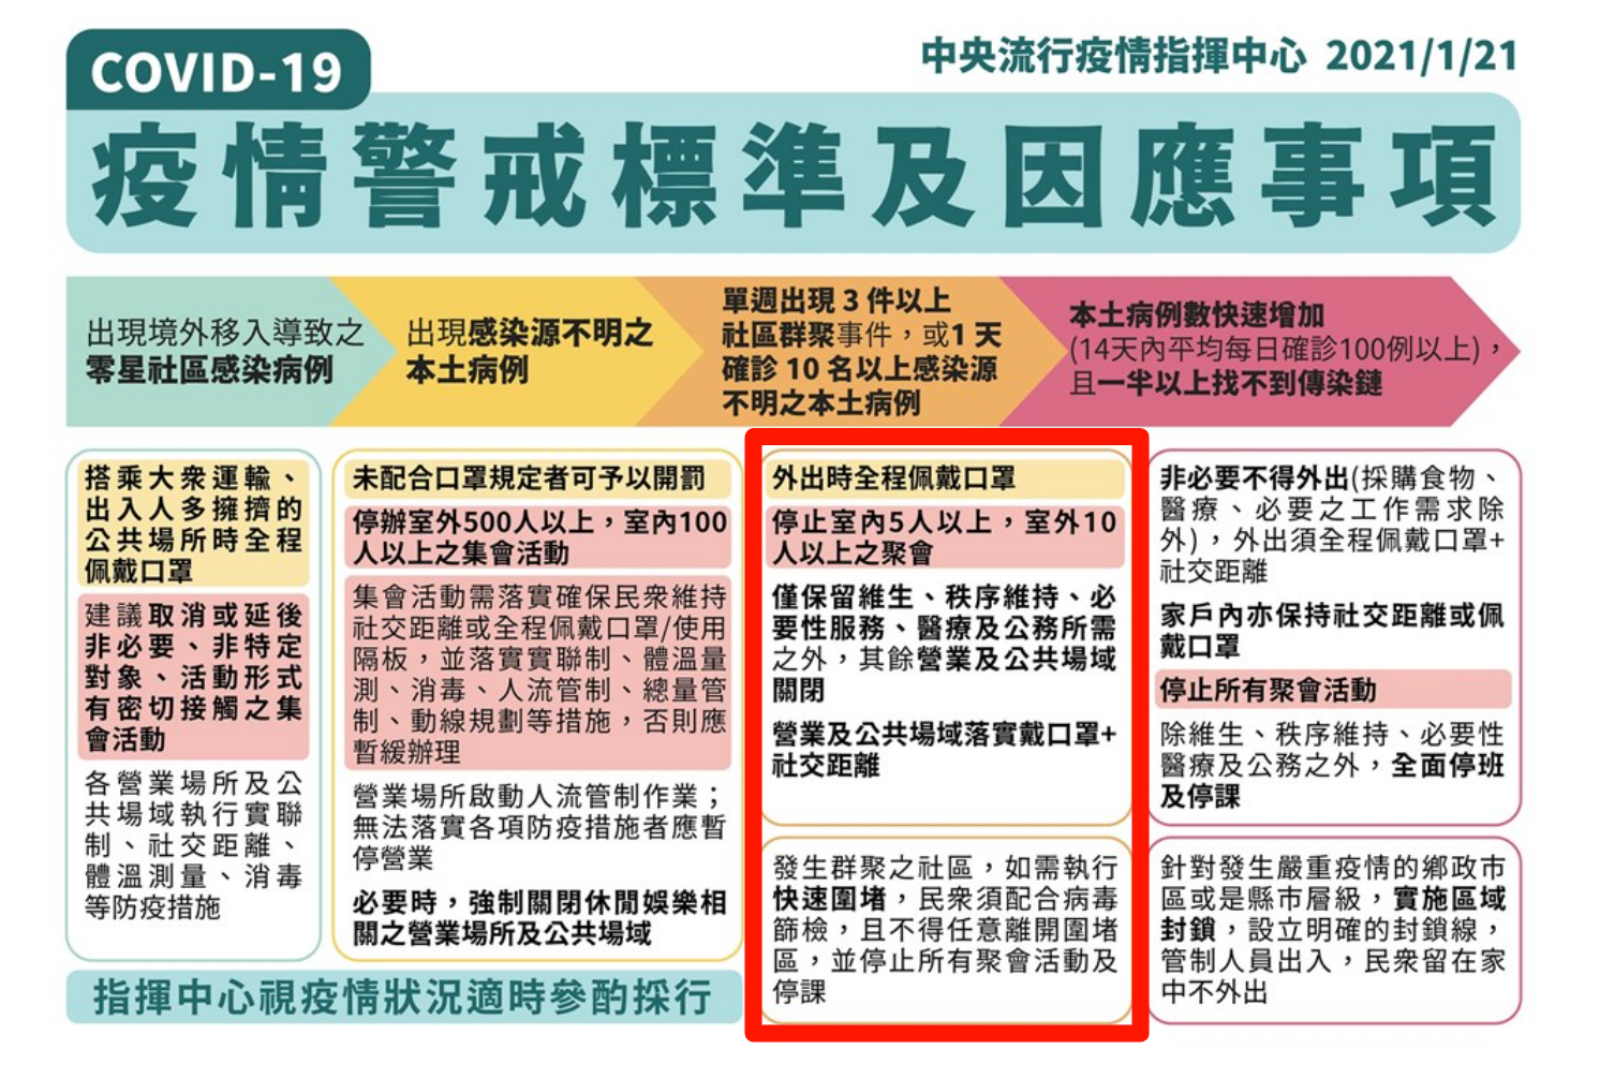 COVID-19
中央流行疫情指揮中心 2021/1/21
疫情警戒標準及因應事項
出現境外移入導致之
零星社區感染病例
出現感染源不明之
本土病例
單週出現 3 件以上
社區群聚事件，或1 天
確診 10 名以上感染源
不明之本土病例
本土病例數快速增加
(14天內平均每日確診100例以上)，
且一半以上找不到傳染鏈
搭乘大衆運輸、
出入人多擁擠的
公共場所時全程
佩戴口罩
建議取消或延後
非必要、非特定
對象、活動形式
有密切接觸之集
會活動
各營業場所及公
共場域執行實聯
制、社交距離、
體溫測量、消毒
等防疫措施
未配合口罩規定者可予以開罰
停辦室外500人以上，室內100
人以上之集會活動
集會活動需落實確保民衆維持
社交距離或全程佩戴口罩/使用
隔板，並落實實聯制、體溫量
測、消毒、人流管制、總量管
制、動線規劃等措施，否則應
暫緩辦理
營業場所啟動人流管制作業；
無法落實各項防疫措施者應暫
停營業
必要時，強制關閉休閒娛樂相
關之營業場所及公共場域
指揮中心視疫情狀況適時參酌採行
外出時全程佩戴口罩
停止室內5人以上，室外10
人以上之聚會
僅保留維生、秩序維持、必
要性服務、醫療及公務所需
之外，其餘營業及公共場域
關閉
營業及公共場域落實戴口罩+
社交距離
發生群聚之社區，如需執行
快速圍堵，民衆須配合病毒
篩檢，且不得任意離開圍堵
區，並停止所有聚會活動及
停課
非必要不得外出(採購食物、
醫療、必要之工作需求除
外)，外出須全程佩戴口罩+
社交距離
家戶內亦保持社交距離或佩
戴口罩
停止所有聚會活動
除維生、秩序維持、必要性
醫療及公務之外，全面停班
及停課
針對發生嚴重疫情的鄉政市
區或是縣市層級，實施區域
封鎖，設立明確的封鎖線，
管制人員出入，民衆留在家
中不外出